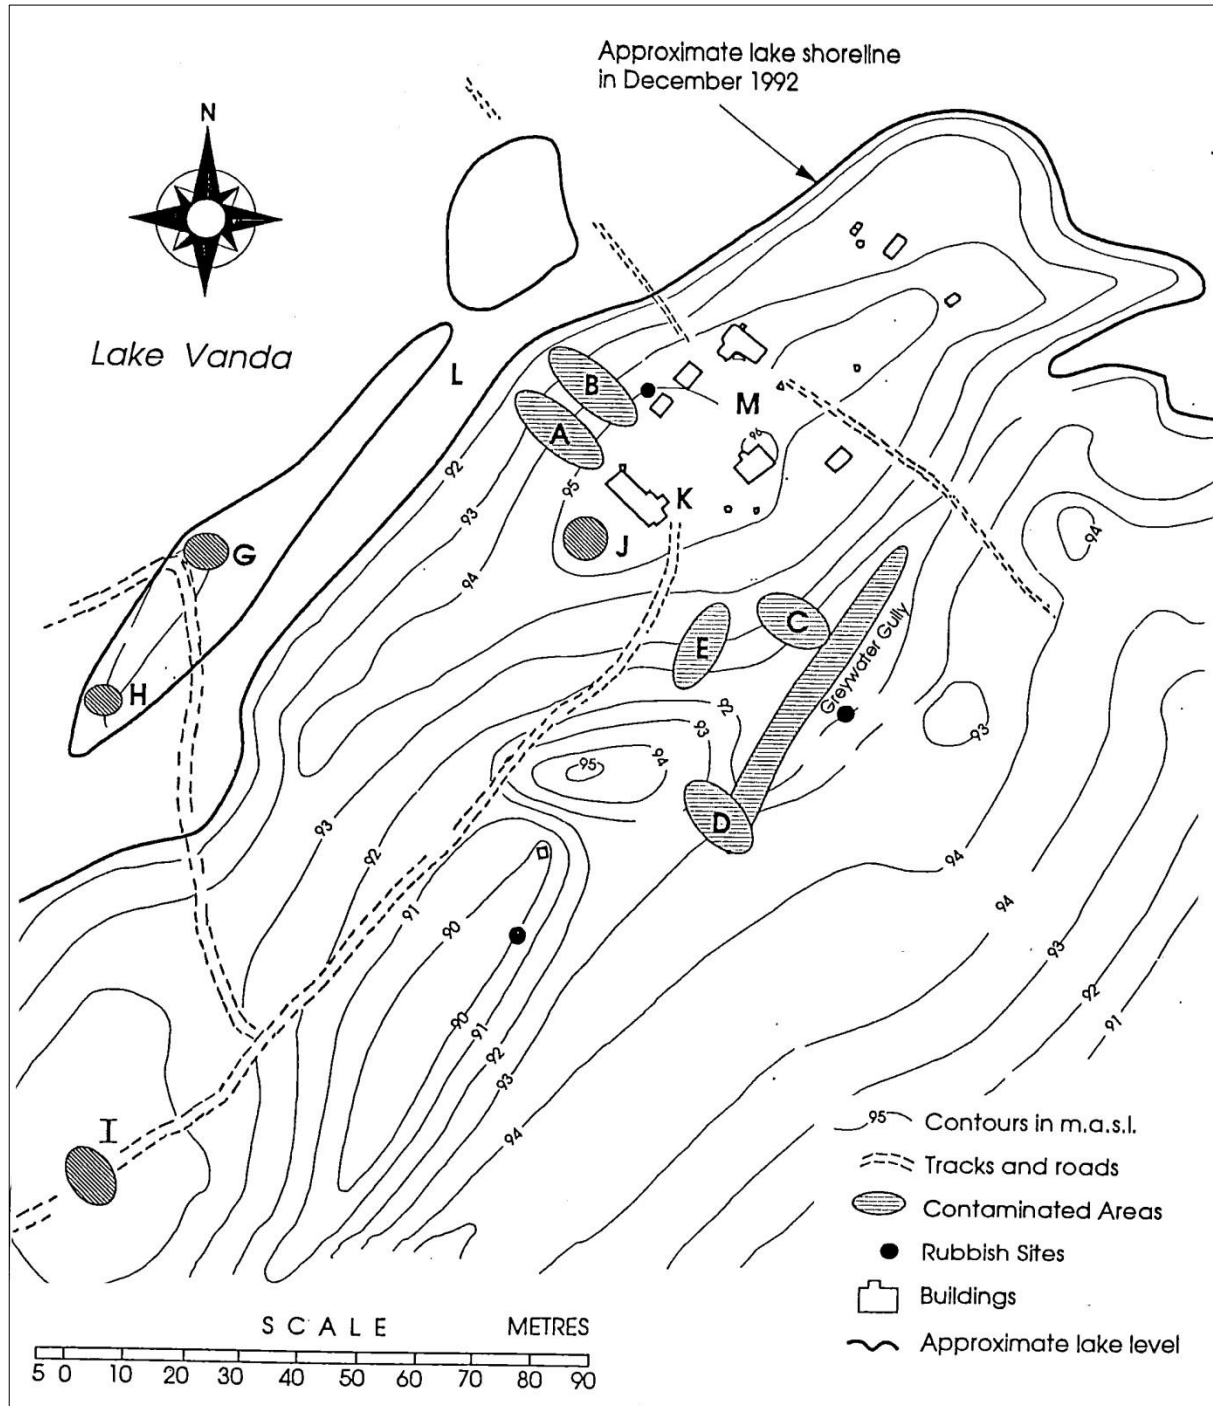 Approximate lake shoreline
in December 1992
N
Lake Vanda
L
B
A
M
96
95
92
93
94
K
J
G
H
C
E
Greywater Gully
94
92
93
94
95
93
D
93
92
91
90
94
94
93
92
91
90
91
92
93
94
I
95 Contours in m.a.s.l.
Tracks and roads
Contaminated Areas
Rubbish Sites
Buildings
Approximate lake level
SCALE METRES
5 0 10 20 30 40 50 60 70 80 90